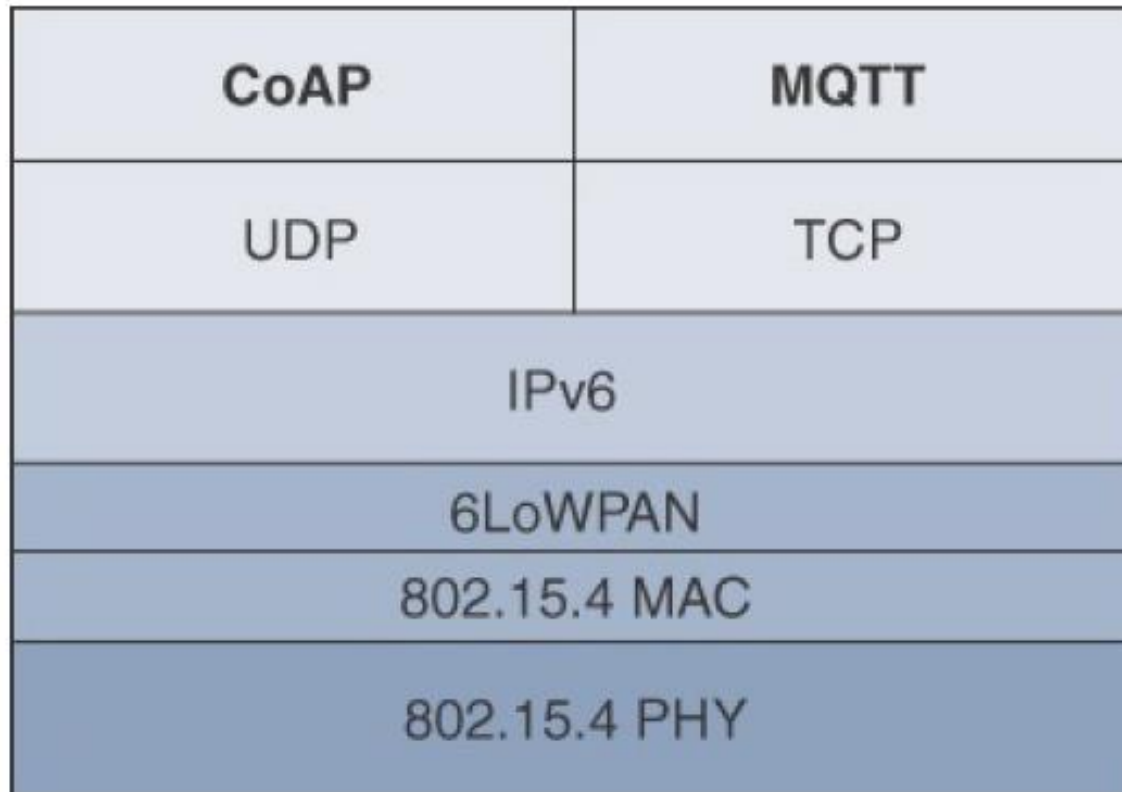 CoAP
MQTT
UDP
TCP
IPv6
6LoWPAN
802.15.4 MAC
802.15.4 PHY